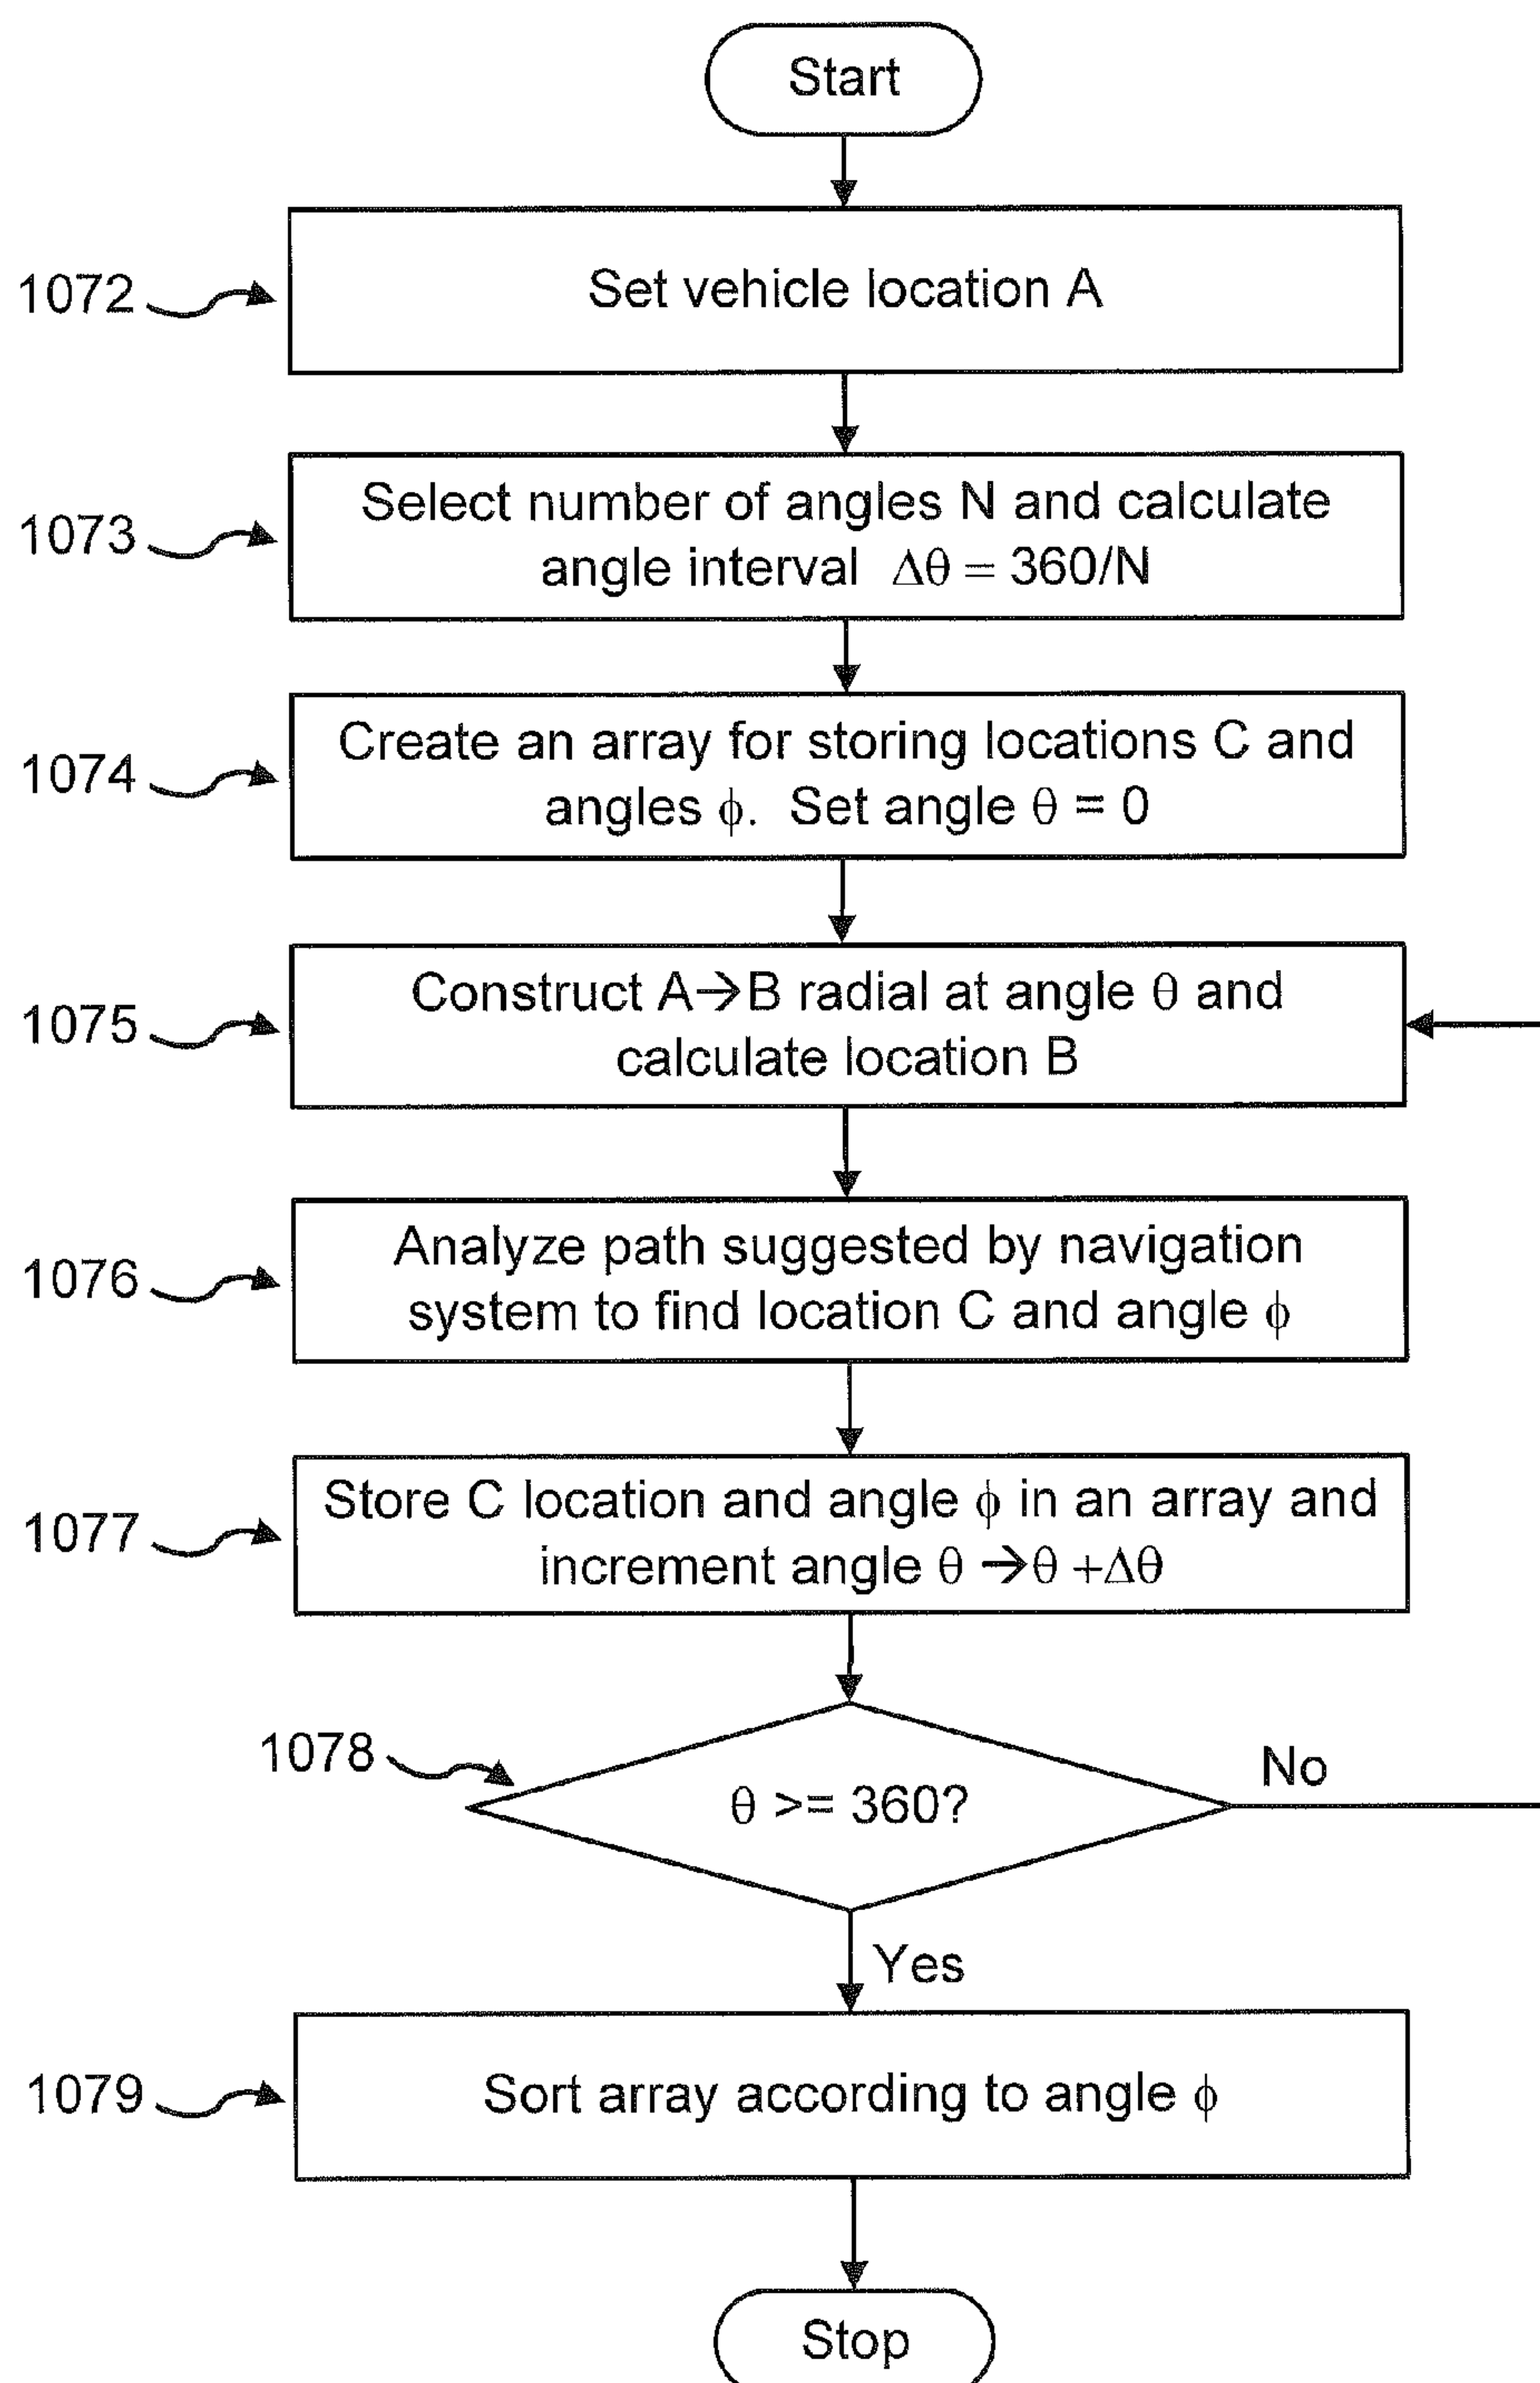 Start
1072
Set vehicle location A
1073
Select number of angles N and calculate
angle interval Δθ = 360/N
1074
Create an array for storing locations C and
angles ϕ. Set angle θ = 0
1075
Construct A→B radial at angle θ and
calculate location B
1076
Analyze path suggested by navigation
system to find location C and angle ϕ
1077
Store C location and angle ϕ in an array and
increment angle θ →θ +Δθ
1078
θ >= 360?
No
Yes
1079
Sort array according to angle ϕ
Stop